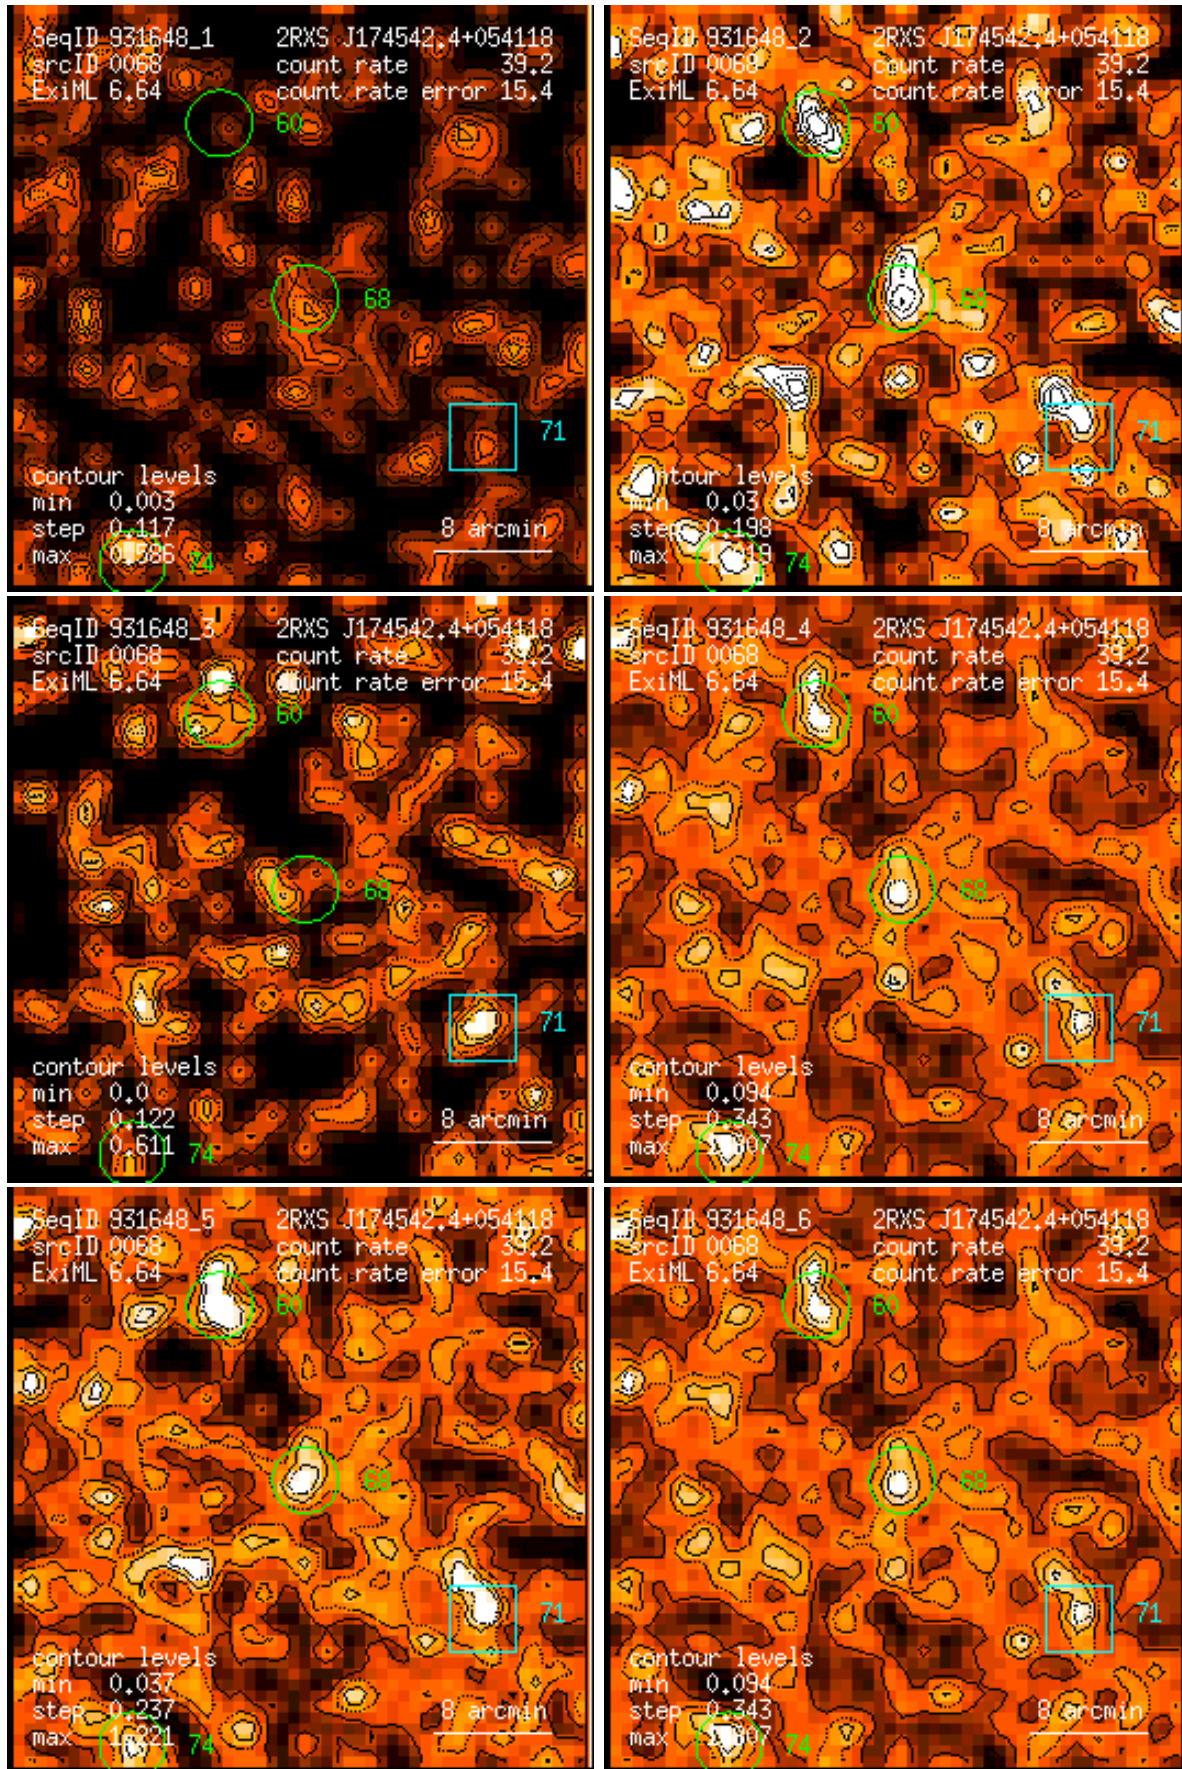 SeqID 931648_1 2RXS J174542.4+054118
srcID 0068 count rate 39.2
ExiML 6.64 count rate error 15.4
60
68
71
contour levels
min 0.003
step 0.117 8 arcmin
max 0.586
74
SeqID 931648_2 2RXS J174542.4+054118
srcID 0068 count rate 39.2
ExiML 6.64 count rate error 15.4
60
68
71
contour levels
min 0.03
step 0.198 8 arcmin
max
74
SeqID 931648_3 2RXS J174542.4+054118
srcID 0068 count rate 39.2
ExiML 6.64 count rate error 15.4
60
68
71
contour levels
min 0.0
step 0.122 8 arcmin
max 0.611
74
SeqID 931648_4 2RXS J174542.4+054118
srcID 0068 count rate 39.2
ExiML 6.64 count rate error 15.4
60
68
71
contour levels
min 0.094
step 0.343 8 arcmin
max
74
SeqID 931648_5 2RXS J174542.4+054118
srcID 0068 count rate 39.2
ExiML 6.64 count rate error 15.4
60
68
71
contour levels
min 0.037
step 0.237 8 arcmin
max 1.221
74
SeqID 931648_6 2RXS J174542.4+054118
srcID 0068 count rate 39.2
ExiML 6.64 count rate error 15.4
60
68
71
contour levels
min 0.094
step 0.343 8 arcmin
max
74